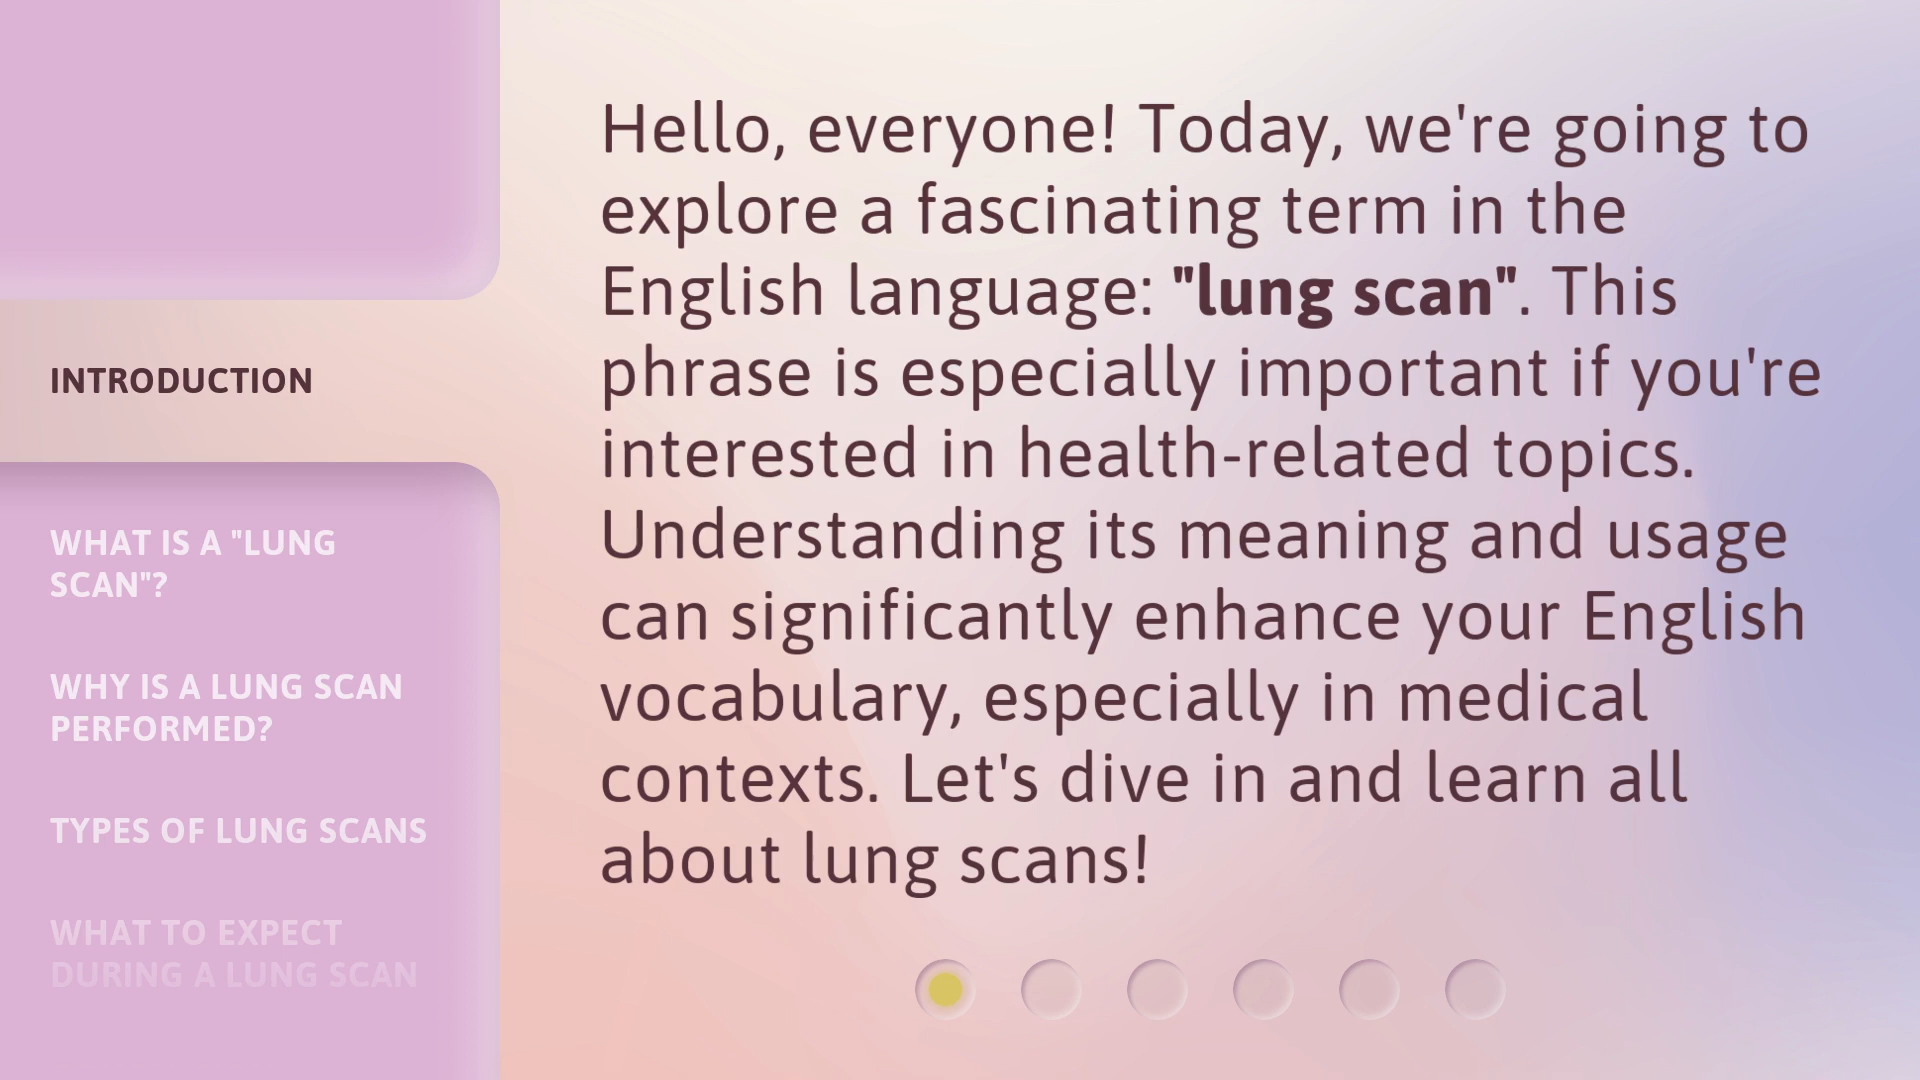 INTRODUCTION
WHAT IS A "LUNG
SCAN"?
WHY IS A LUNG SCAN
PERFORMED?
TYPES OF LUNG SCANS
WHAT TO EXPECT
DURING A LUNG SCAN
Hello, everyone! Today, we're going to
explore a fascinating term in the
English language: "lung scan". This
phrase is especially important if you're
interested in health-related topics.
Understanding its meaning and usage
can significantly enhance your English
vocabulary, especially in medical
contexts. Let's dive in and learn all
about lung scans!